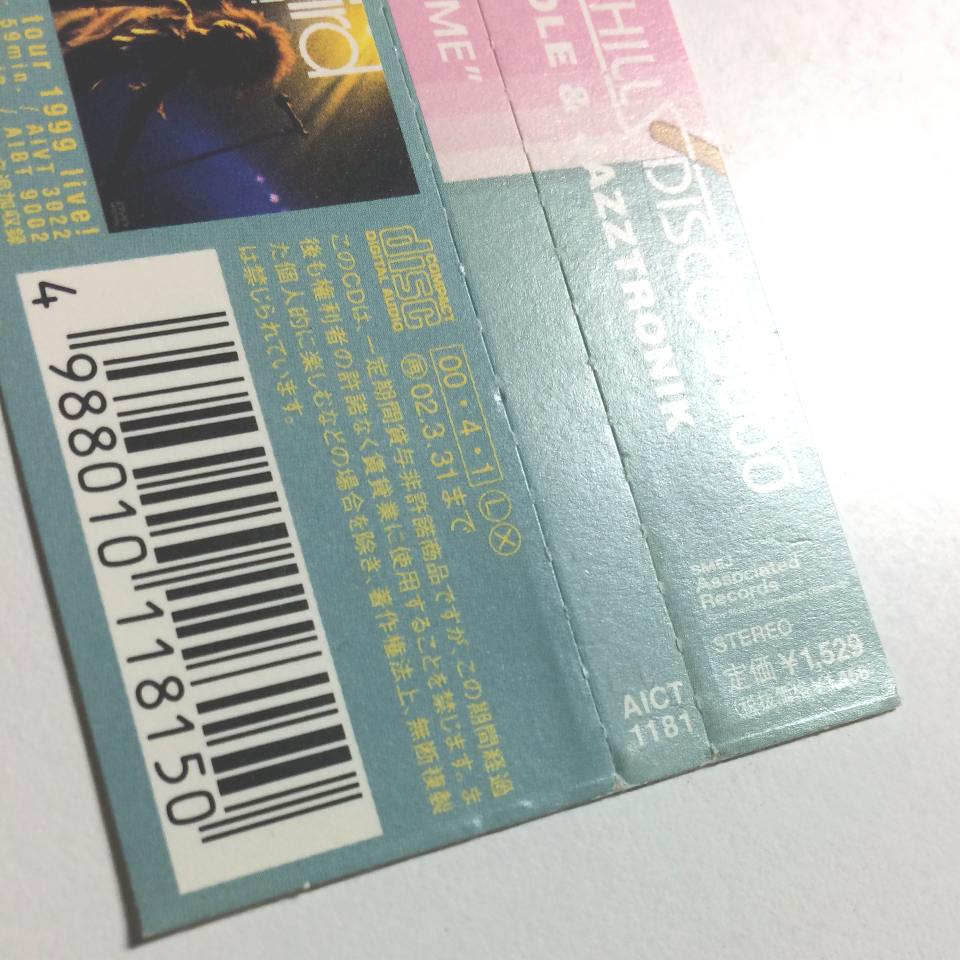 ird
tour 1999 live!
AIVT 3022
59min. / AIBT 9002
COMPACT
disc
DIGITAL AUDIO
00・4・1 Ⓛ Ⓧ
再 02.3.31まで
このCDは、一定期間貸与非許諾商品ですが、この期間経過
後も権利者の許諾なく賃貸業に使用することを禁じます。ま
た個人的に楽しむなどの場合を除き、著作権法上、無断複製
は禁じられています。
4 988010 118150
ME”
DLE &
AZZTRONIK
HILL
DISCO
AICT
1181
SMEJ
Associated
Records
STEREO
定価 ¥1.529